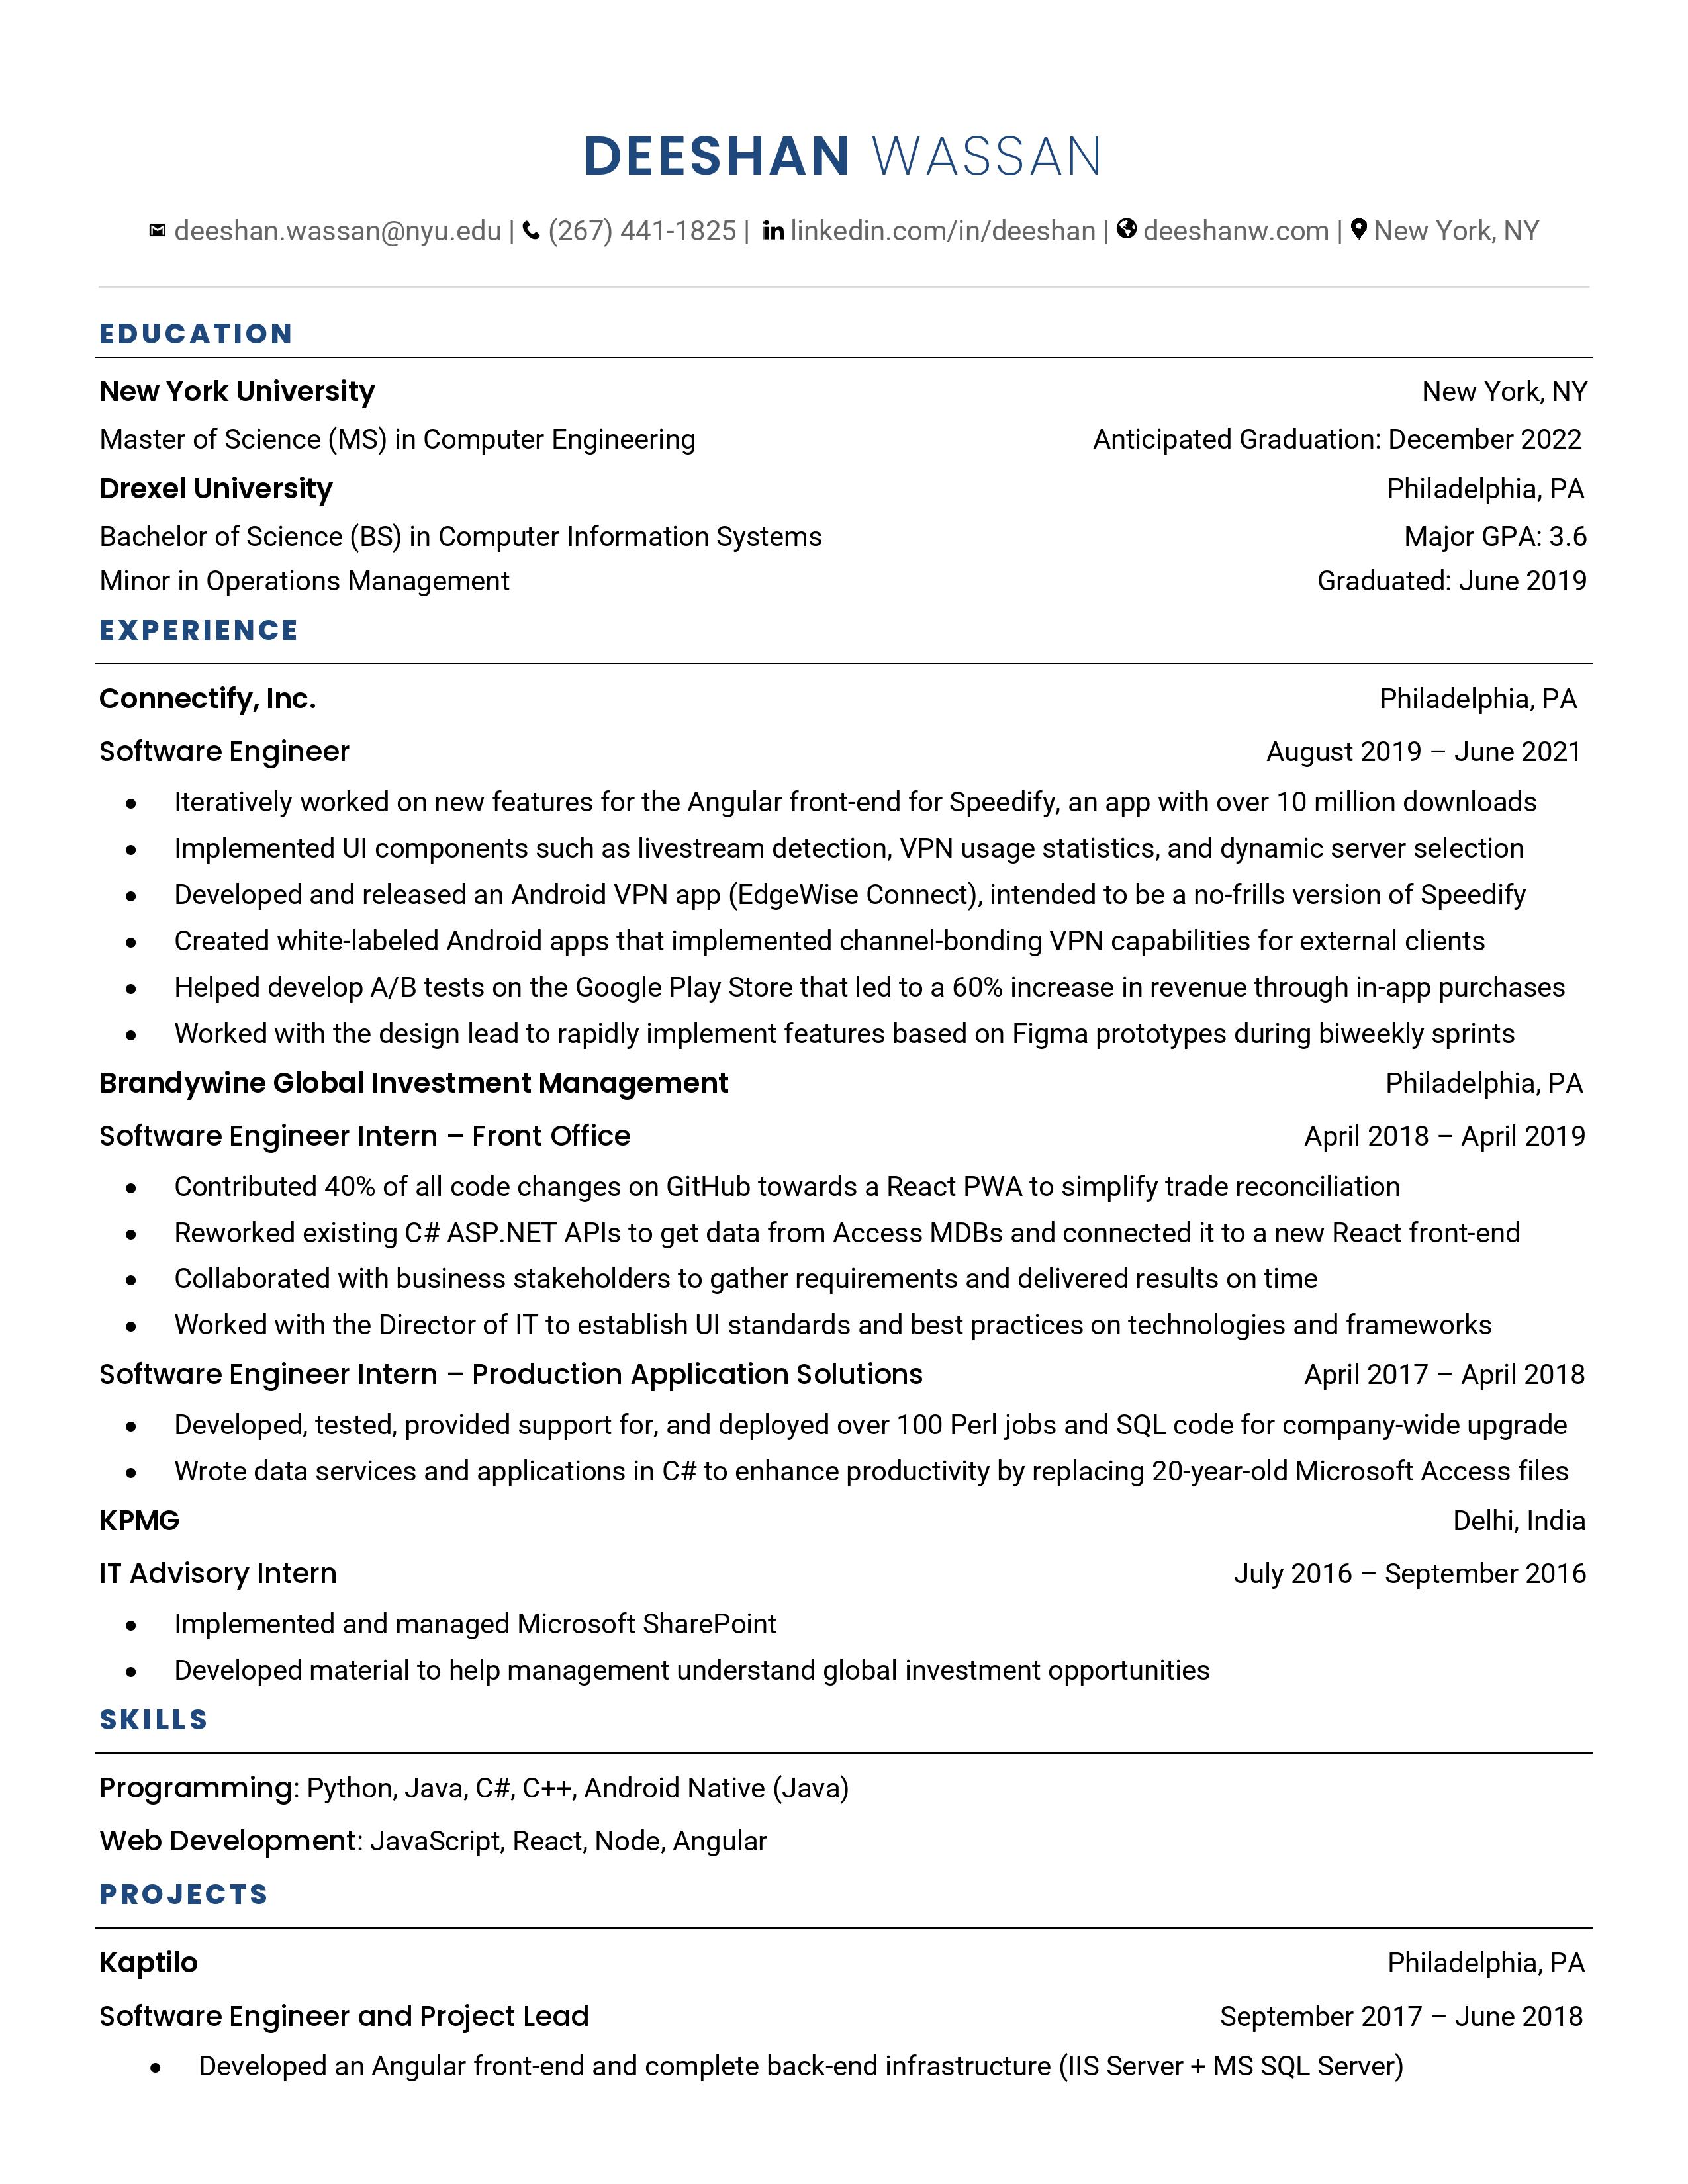 DEESHAN WASSAN
deeshan.wassan@nyu.edu | (267) 441-1825 | linkedin.com/in/deeshan | deeshanw.com | New York, NY
EDUCATION
New York University New York, NY
Master of Science (MS) in Computer Engineering Anticipated Graduation: December 2022
Drexel University Philadelphia, PA
Bachelor of Science (BS) in Computer Information Systems Major GPA: 3.6
Minor in Operations Management Graduated: June 2019
EXPERIENCE
Connectify, Inc. Philadelphia, PA
Software Engineer August 2019 – June 2021
• Iteratively worked on new features for the Angular front-end for Speedify, an app with over 10 million downloads
• Implemented UI components such as livestream detection, VPN usage statistics, and dynamic server selection
• Developed and released an Android VPN app (EdgeWise Connect), intended to be a no-frills version of Speedify
• Created white-labeled Android apps that implemented channel-bonding VPN capabilities for external clients
• Helped develop A/B tests on the Google Play Store that led to a 60% increase in revenue through in-app purchases
• Worked with the design lead to rapidly implement features based on Figma prototypes during biweekly sprints
Brandywine Global Investment Management Philadelphia, PA
Software Engineer Intern – Front Office April 2018 – April 2019
• Contributed 40% of all code changes on GitHub towards a React PWA to simplify trade reconciliation
• Reworked existing C# ASP.NET APIs to get data from Access MDBs and connected it to a new React front-end
• Collaborated with business stakeholders to gather requirements and delivered results on time
• Worked with the Director of IT to establish UI standards and best practices on technologies and frameworks
Software Engineer Intern – Production Application Solutions April 2017 – April 2018
• Developed, tested, provided support for, and deployed over 100 Perl jobs and SQL code for company-wide upgrade
• Wrote data services and applications in C# to enhance productivity by replacing 20-year-old Microsoft Access files
KPMG Delhi, India
IT Advisory Intern July 2016 – September 2016
• Implemented and managed Microsoft SharePoint
• Developed material to help management understand global investment opportunities
SKILLS
Programming: Python, Java, C#, C++, Android Native (Java)
Web Development: JavaScript, React, Node, Angular
PROJECTS
Kaptilo Philadelphia, PA
Software Engineer and Project Lead September 2017 – June 2018
• Developed an Angular front-end and complete back-end infrastructure (IIS Server + MS SQL Server)